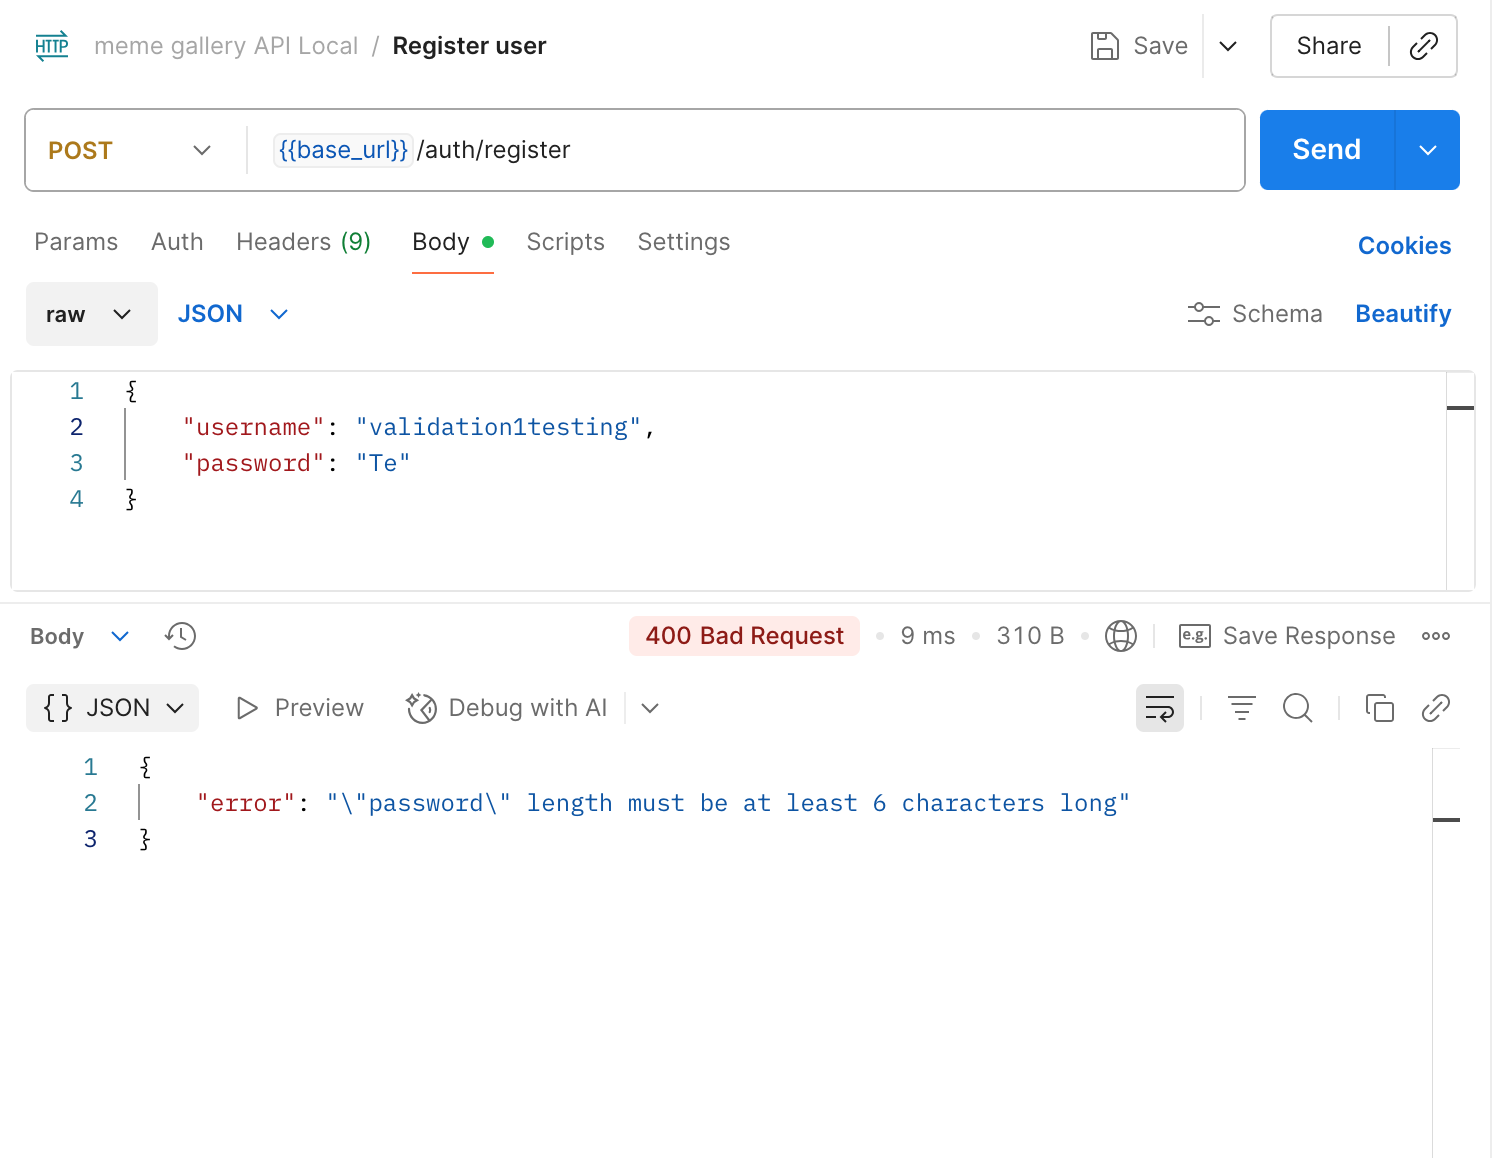 HTTP meme gallery API Local / Register user Save Share
POST {{base_url}}/auth/register Send
Params Auth Headers (9) Body Scripts Settings Cookies
raw JSON Schema Beautify
1 {
2 "username": "validation1testing",
3 "password": "Te"
4 }
Body 400 Bad Request • 9 ms • 310 B • e.g. Save Response
{ } JSON Preview Debug with AI
1 {
2 "error": "\"password\" length must be at least 6 characters long"
3 }